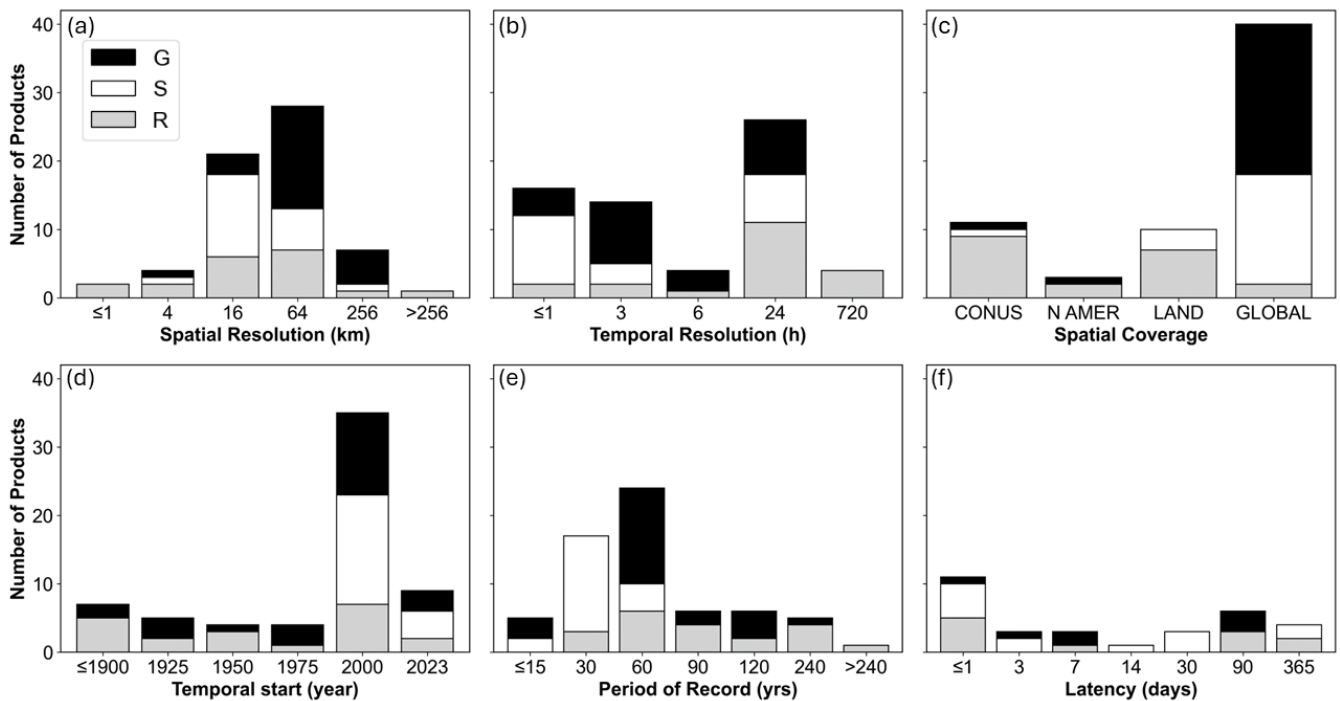 (a)
G
S
R
40
30
20
10
0
Number of Products
≤1 4 16 64 256 >256
Spatial Resolution (km)
(b)
≤1 3 6 24 720
Temporal Resolution (h)
(c)
CONUS N AMER LAND GLOBAL
Spatial Coverage
(d)
40
30
20
10
0
Number of Products
≤1900 1925 1950 1975 2000 2023
Temporal start (year)
(e)
≤15 30 60 90 120 240 >240
Period of Record (yrs)
(f)
≤1 3 7 14 30 90 365
Latency (days)